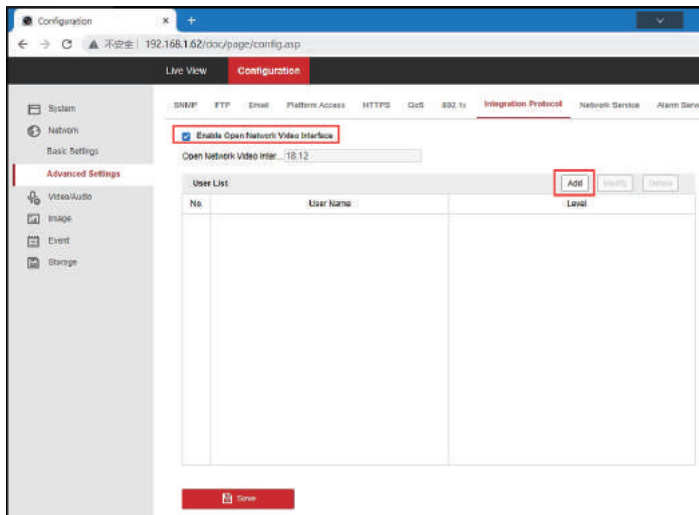 Configuration
不安全 192.168.1.62/doc/page/config.asp
Live View Configuration
SNMP FTP Email Platform Access HTTPS QoS 802.1x Integration Protocol Network Service Alarm Serv
System
Network
Basic Settings
Advanced Settings
Video/Audio
Image
Event
Storage
Enable Open Network Video Interface
Open Network Video Inter... 18.12
User List Add Modify Delete
No. User Name Level
Save